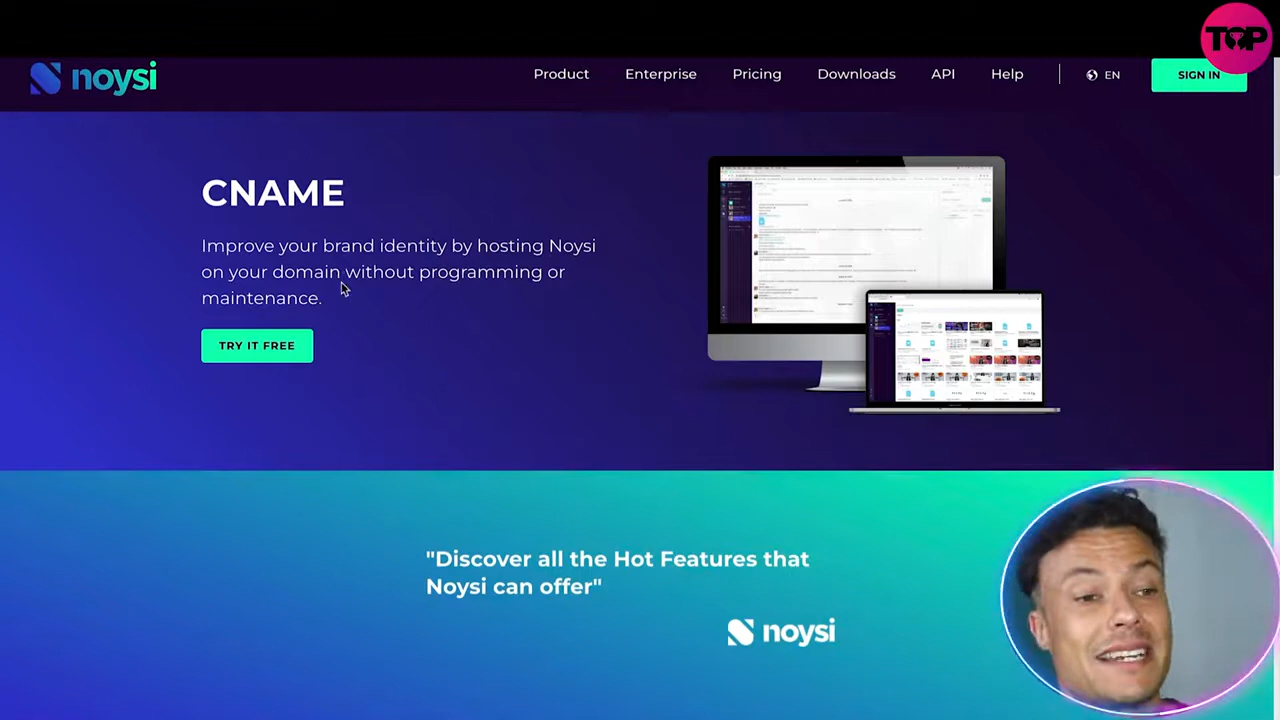 TOP
noysi
Product Enterprise Pricing Downloads API Help EN SIGN IN
CNAME
Improve your brand identity by hosting Noysi
on your domain without programming or
maintenance.
TRY IT FREE
"Discover all the Hot Features that
Noysi can offer"
noysi